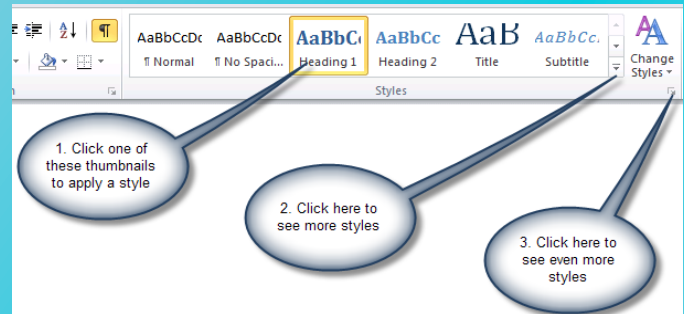 AaBbCcDc AaBbCcDc AaBbC AaBbCc AaB AaBbCc.
¶ Normal ¶ No Spaci... Heading 1 Heading 2 Title Subtitle
Change
Styles
Styles
1. Click one of
these thumbnails
to apply a style
2. Click here to
see more styles
3. Click here to
see even more
styles